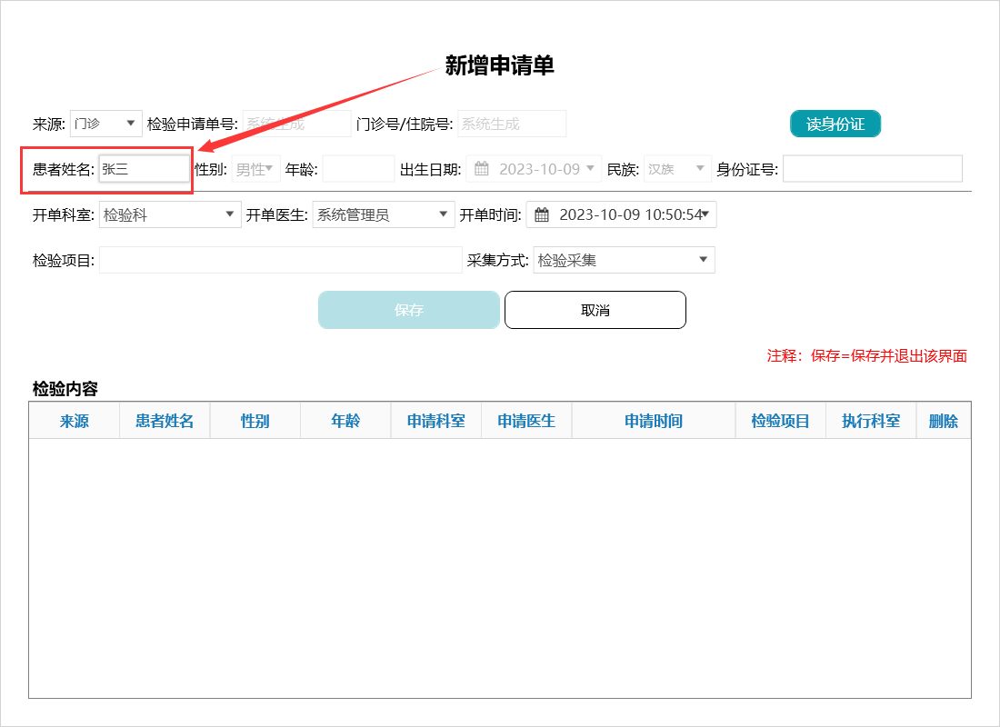 新增申请单
来源: 门诊 检验申请单号: 系统生成 门诊号/住院号: 系统生成 读身份证
患者姓名: 张三 性别: 男性 年龄: 出生日期: 2023-10-09 民族: 汉族 身份证号:
开单科室: 检验科 开单医生: 系统管理员 开单时间: 2023-10-09 10:50:54
检验项目: 采集方式: 检验采集
保存 取消
注释：保存=保存并退出该界面
检验内容
来源 患者姓名 性别 年龄 申请科室 申请医生 申请时间 检验项目 执行科室 删除